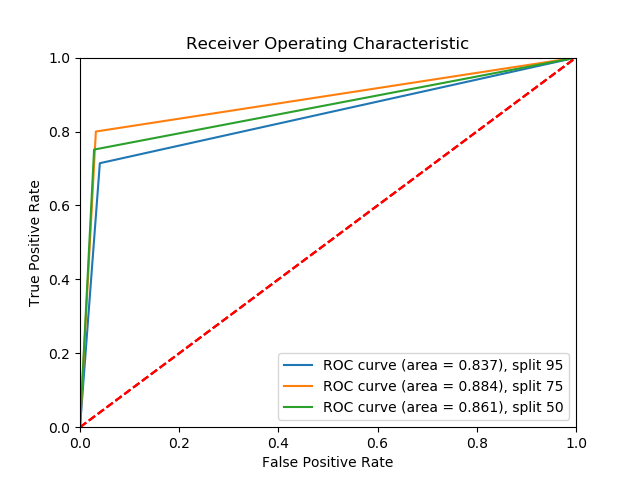 Receiver Operating Characteristic
1.0
0.8
0.6
0.4
0.2
0.0
True Positive Rate
ROC curve (area = 0.837), split 95
ROC curve (area = 0.884), split 75
ROC curve (area = 0.861), split 50
0.0 0.2 0.4 0.6 0.8 1.0
False Positive Rate